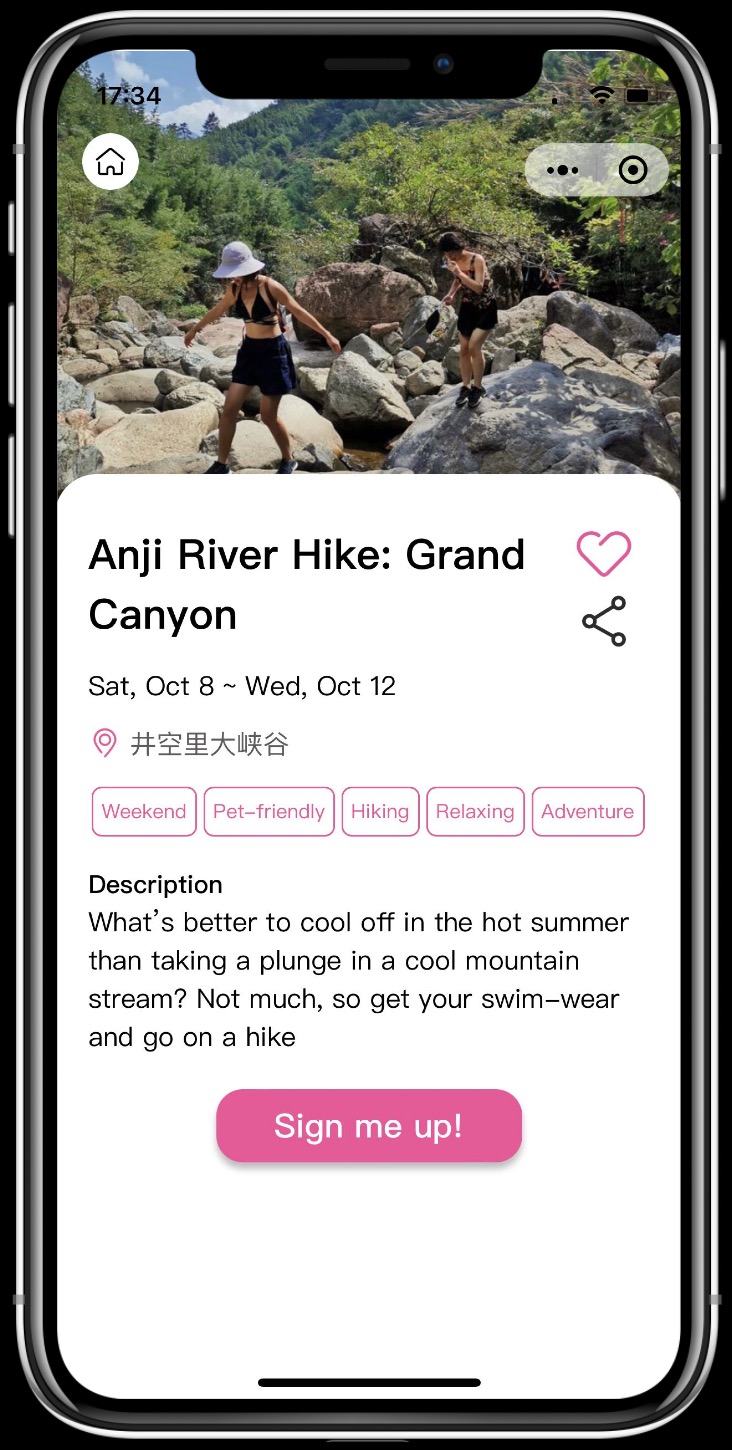 17:34
Anji River Hike: Grand
Canyon
Sat, Oct 8 ~ Wed, Oct 12
井空里大峡谷
Weekend Pet-friendly Hiking Relaxing Adventure
Description
What's better to cool off in the hot summer
than taking a plunge in a cool mountain
stream? Not much, so get your swim-wear
and go on a hike
Sign me up!